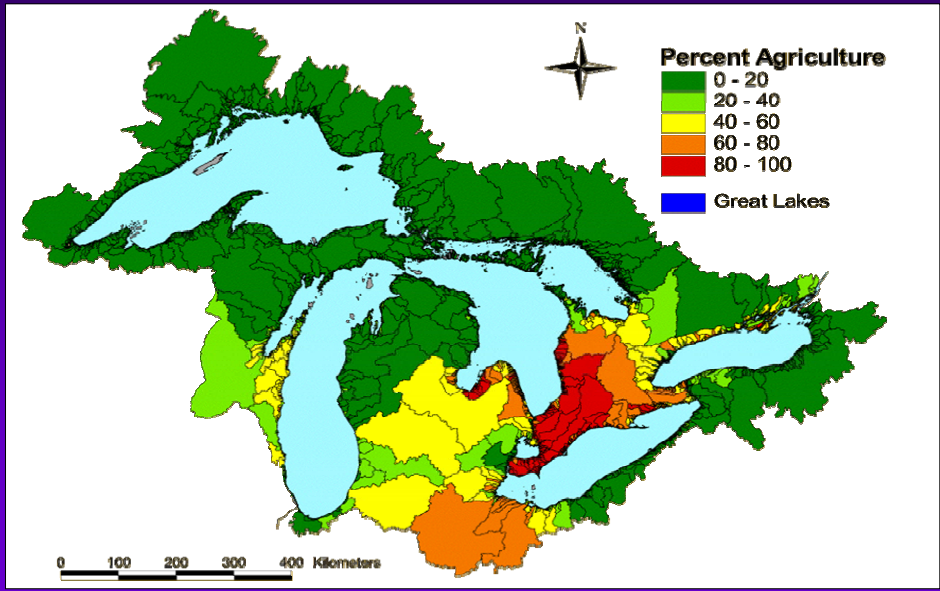 N
Percent Agriculture
0 - 20
20 - 40
40 - 60
60 - 80
80 - 100
Great Lakes
0 100 200 300 400 Kilometers